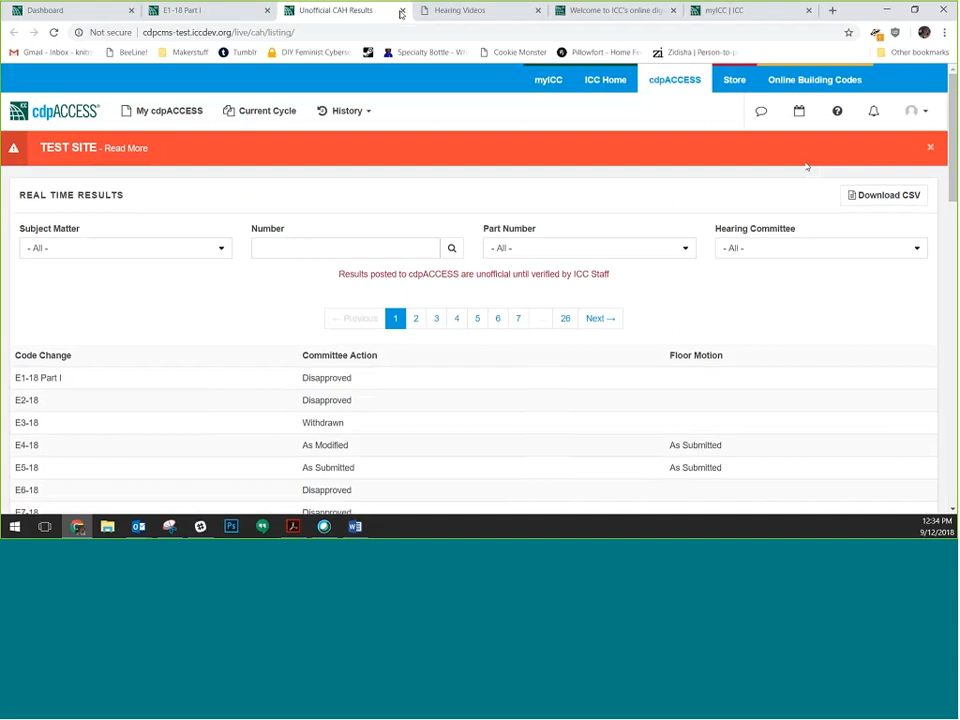 Dashboard
E1-18 Part I
Unofficial CAH Results
Hearing Videos
Welcome to ICC's online dig
myICC | ICC
Not secure | cdpcms-test.iccdev.org/live/cah/listing/
Gmail - Inbox - knits
BeeLine!
Makerstuff
Tumblr
DIY Feminist Cyberse
Specialty Bottle - Wh
Cookie Monster
Pillowfort - Home Fe
Zidisha | Person-to-p
Other bookmarks
myICC
ICC Home
cdpACCESS
Store
Online Building Codes
cdpACCESS®
My cdpACCESS
Current Cycle
History
TEST SITE - Read More
REAL TIME RESULTS
Download CSV
Subject Matter
Number
Part Number
Hearing Committee
- All -
- All -
- All -
Results posted to cdpACCESS are unofficial until verified by ICC Staff
← Previous 1 2 3 4 5 6 7 ... 26 Next →
Code Change Committee Action Floor Motion
E1-18 Part I Disapproved
E2-18 Disapproved
E3-18 Withdrawn
E4-18 As Modified As Submitted
E5-18 As Submitted As Submitted
E6-18 Disapproved
E7-18 Disapproved
12:34 PM
9/12/2018